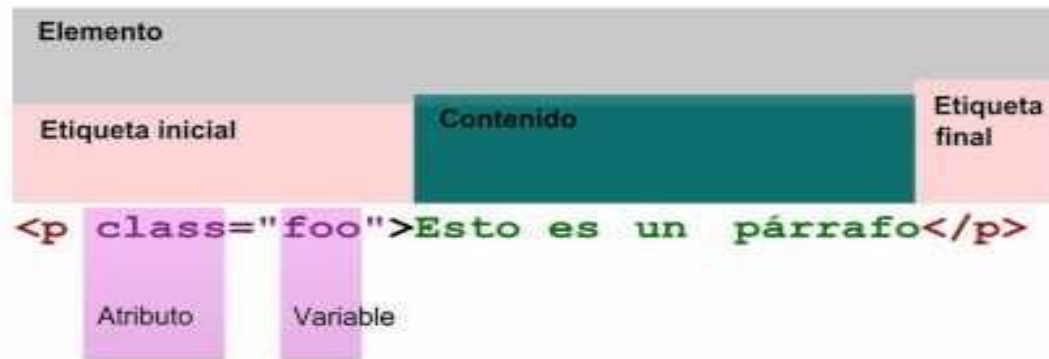 Elemento
Etiqueta inicial
Contenido
Etiqueta
final
<p class="foo">Esto es un párrafo</p>
Atributo
Variable